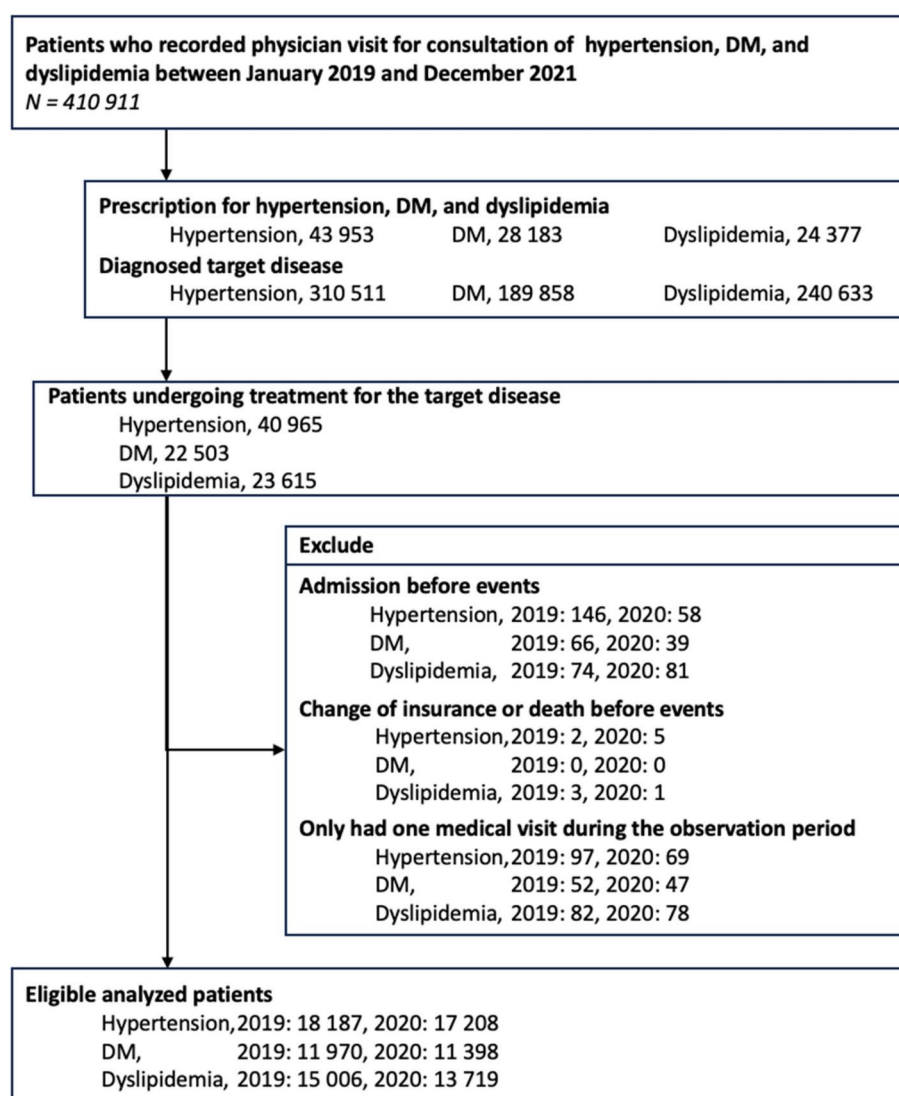 Patients who recorded physician visit for consultation of hypertension, DM, and
dyslipidemia between January 2019 and December 2021
N = 410 911
Prescription for hypertension, DM, and dyslipidemia
Hypertension, 43 953 DM, 28 183 Dyslipidemia, 24 377
Diagnosed target disease
Hypertension, 310 511 DM, 189 858 Dyslipidemia, 240 633
Patients undergoing treatment for the target disease
Hypertension, 40 965
DM, 22 503
Dyslipidemia, 23 615
Exclude
Admission before events
Hypertension, 2019: 146, 2020: 58
DM, 2019: 66, 2020: 39
Dyslipidemia, 2019: 74, 2020: 81
Change of insurance or death before events
Hypertension, 2019: 2, 2020: 5
DM, 2019: 0, 2020: 0
Dyslipidemia, 2019: 3, 2020: 1
Only had one medical visit during the observation period
Hypertension, 2019: 97, 2020: 69
DM, 2019: 52, 2020: 47
Dyslipidemia, 2019: 82, 2020: 78
Eligible analyzed patients
Hypertension, 2019: 18 187, 2020: 17 208
DM, 2019: 11 970, 2020: 11 398
Dyslipidemia, 2019: 15 006, 2020: 13 719